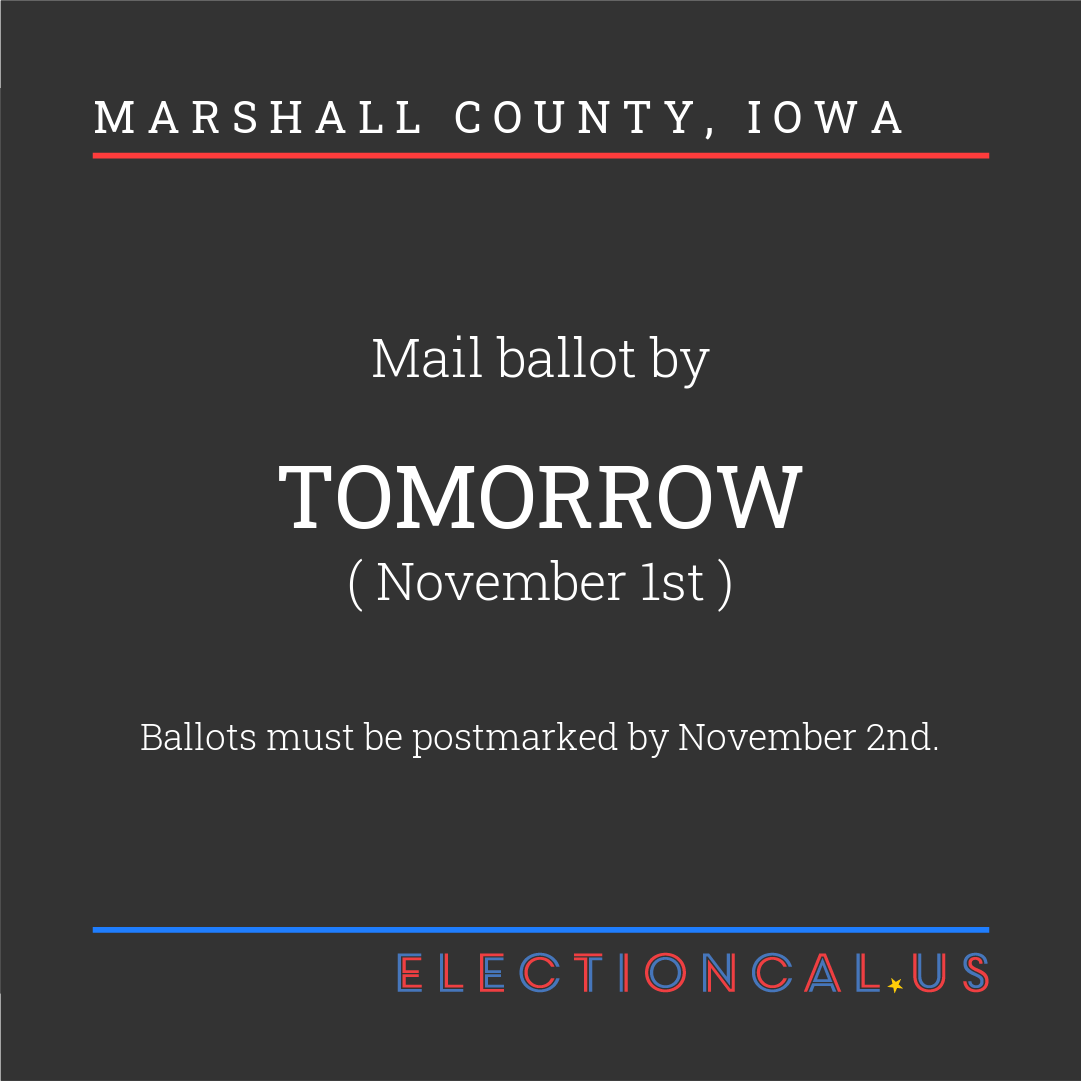 MARSHALL COUNTY, IOWA
Mail ballot by
TOMORROW
( November 1st )
Ballots must be postmarked by November 2nd.
ELECTIONCAL.US